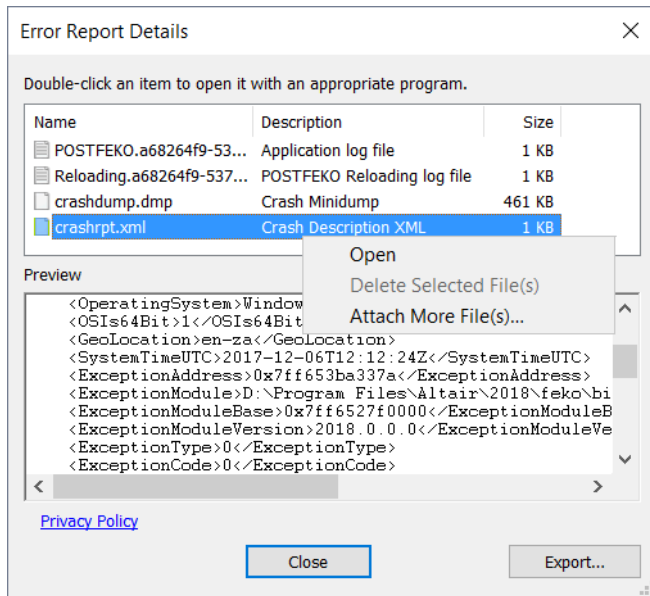 Error Report Details
Double-click an item to open it with an appropriate program.
Name Description Size
POSTFEKO.a68264f9-53... Application log file 1 KB
Reloading.a68264f9-537... POSTFEKO Reloading log file 1 KB
crashdump.dmp Crash Minidump 461 KB
crashrpt.xml Crash Description XML 1 KB
Open
Delete Selected File(s)
Attach More File(s)...
Preview
<OperatingSystem>Window
<OSIs64Bit>1</OSIs64Bit
<GeoLocation>en-za</GeoLocation>
<SystemTimeUTC>2017-12-06T12:12:24Z</SystemTimeUTC>
<ExceptionAddress>0x7ff653ba337a</ExceptionAddress>
<ExceptionModule>D:\Program Files\Altair\2018\feko\bi
<ExceptionModuleBase>0x7ff6527f0000</ExceptionModuleB
<ExceptionModuleVersion>2018.0.0.0</ExceptionModuleVe
<ExceptionType>0</ExceptionType>
<ExceptionCode>0</ExceptionCode>
Privacy Policy
Close
Export...